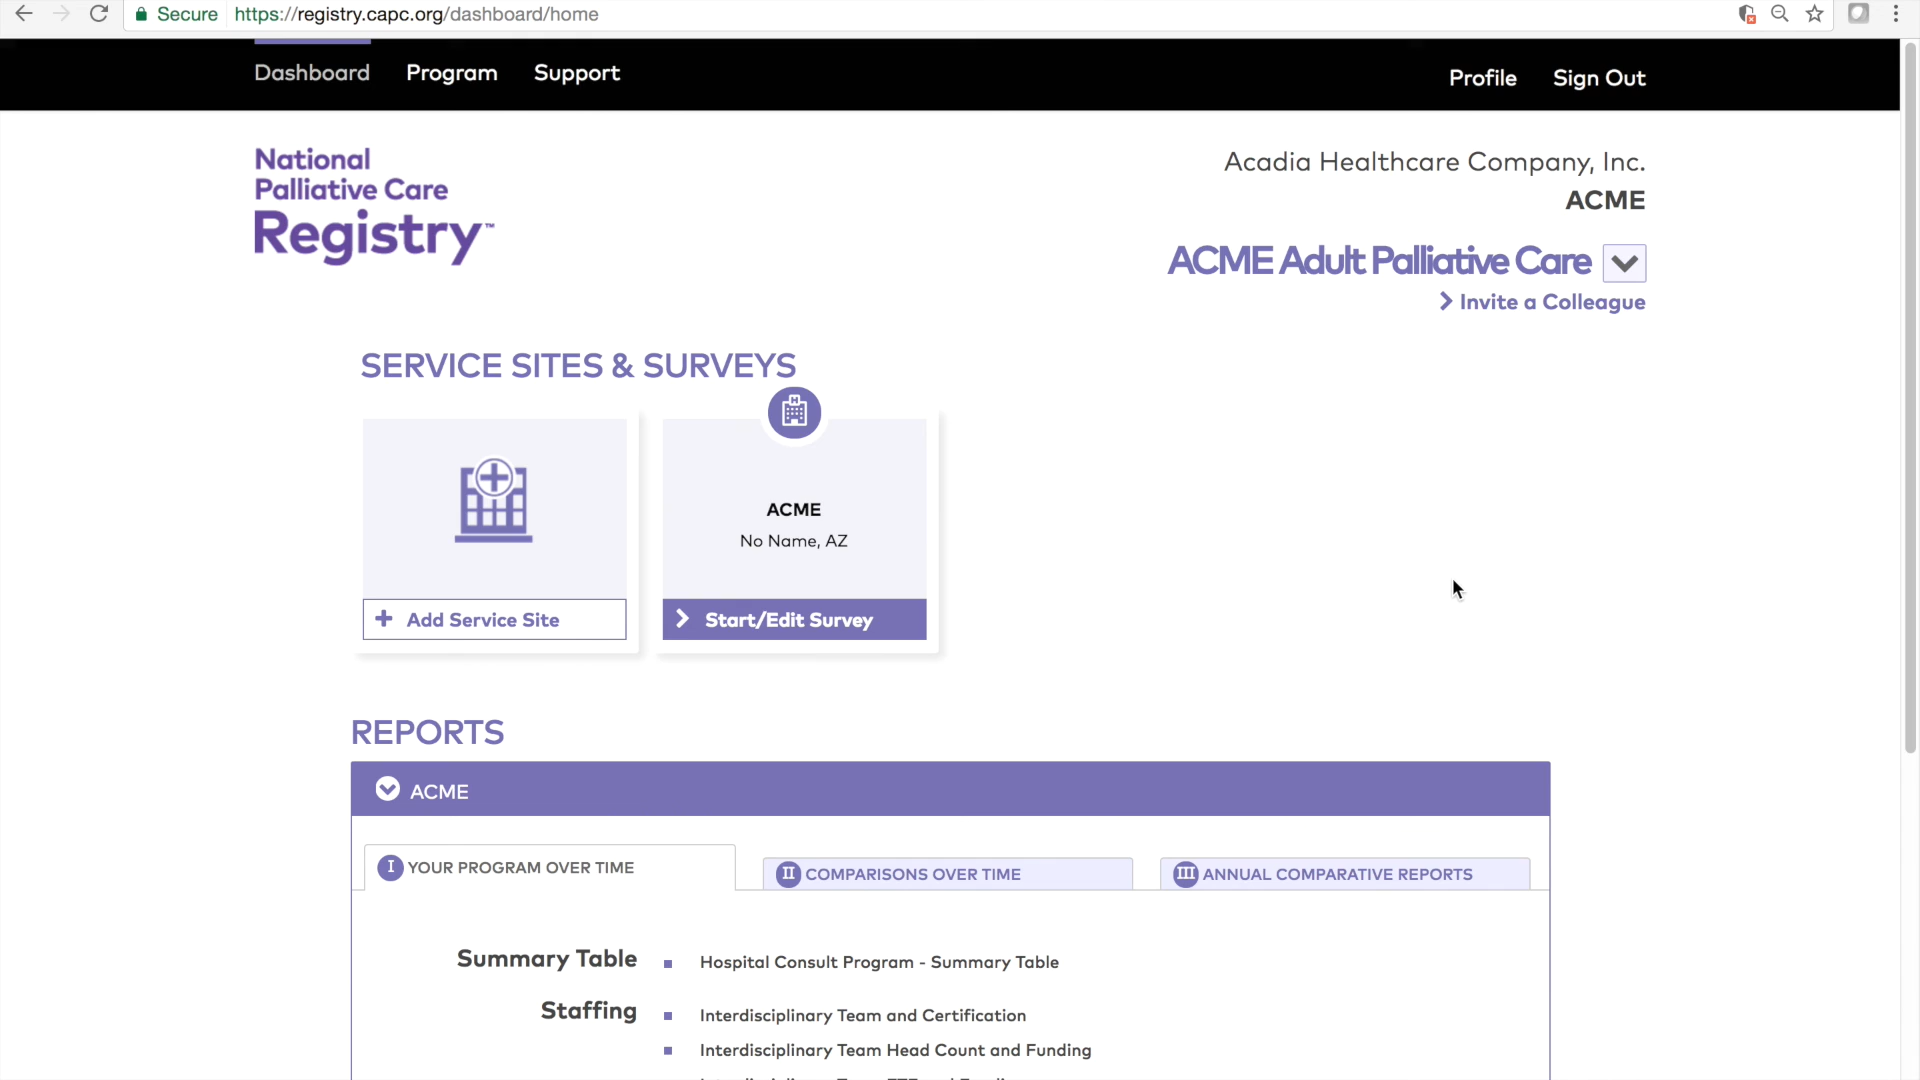 Secure https://registry.capc.org/dashboard/home
Dashboard Program Support Profile Sign Out
National
Palliative Care
Registry™
Acadia Healthcare Company, Inc.
ACME
ACME Adult Palliative Care
Invite a Colleague
SERVICE SITES & SURVEYS
ACME
No Name, AZ
+ Add Service Site
Start/Edit Survey
REPORTS
ACME
I YOUR PROGRAM OVER TIME
II COMPARISONS OVER TIME
III ANNUAL COMPARATIVE REPORTS
Summary Table
Hospital Consult Program - Summary Table
Staffing
Interdisciplinary Team and Certification
Interdisciplinary Team Head Count and Funding